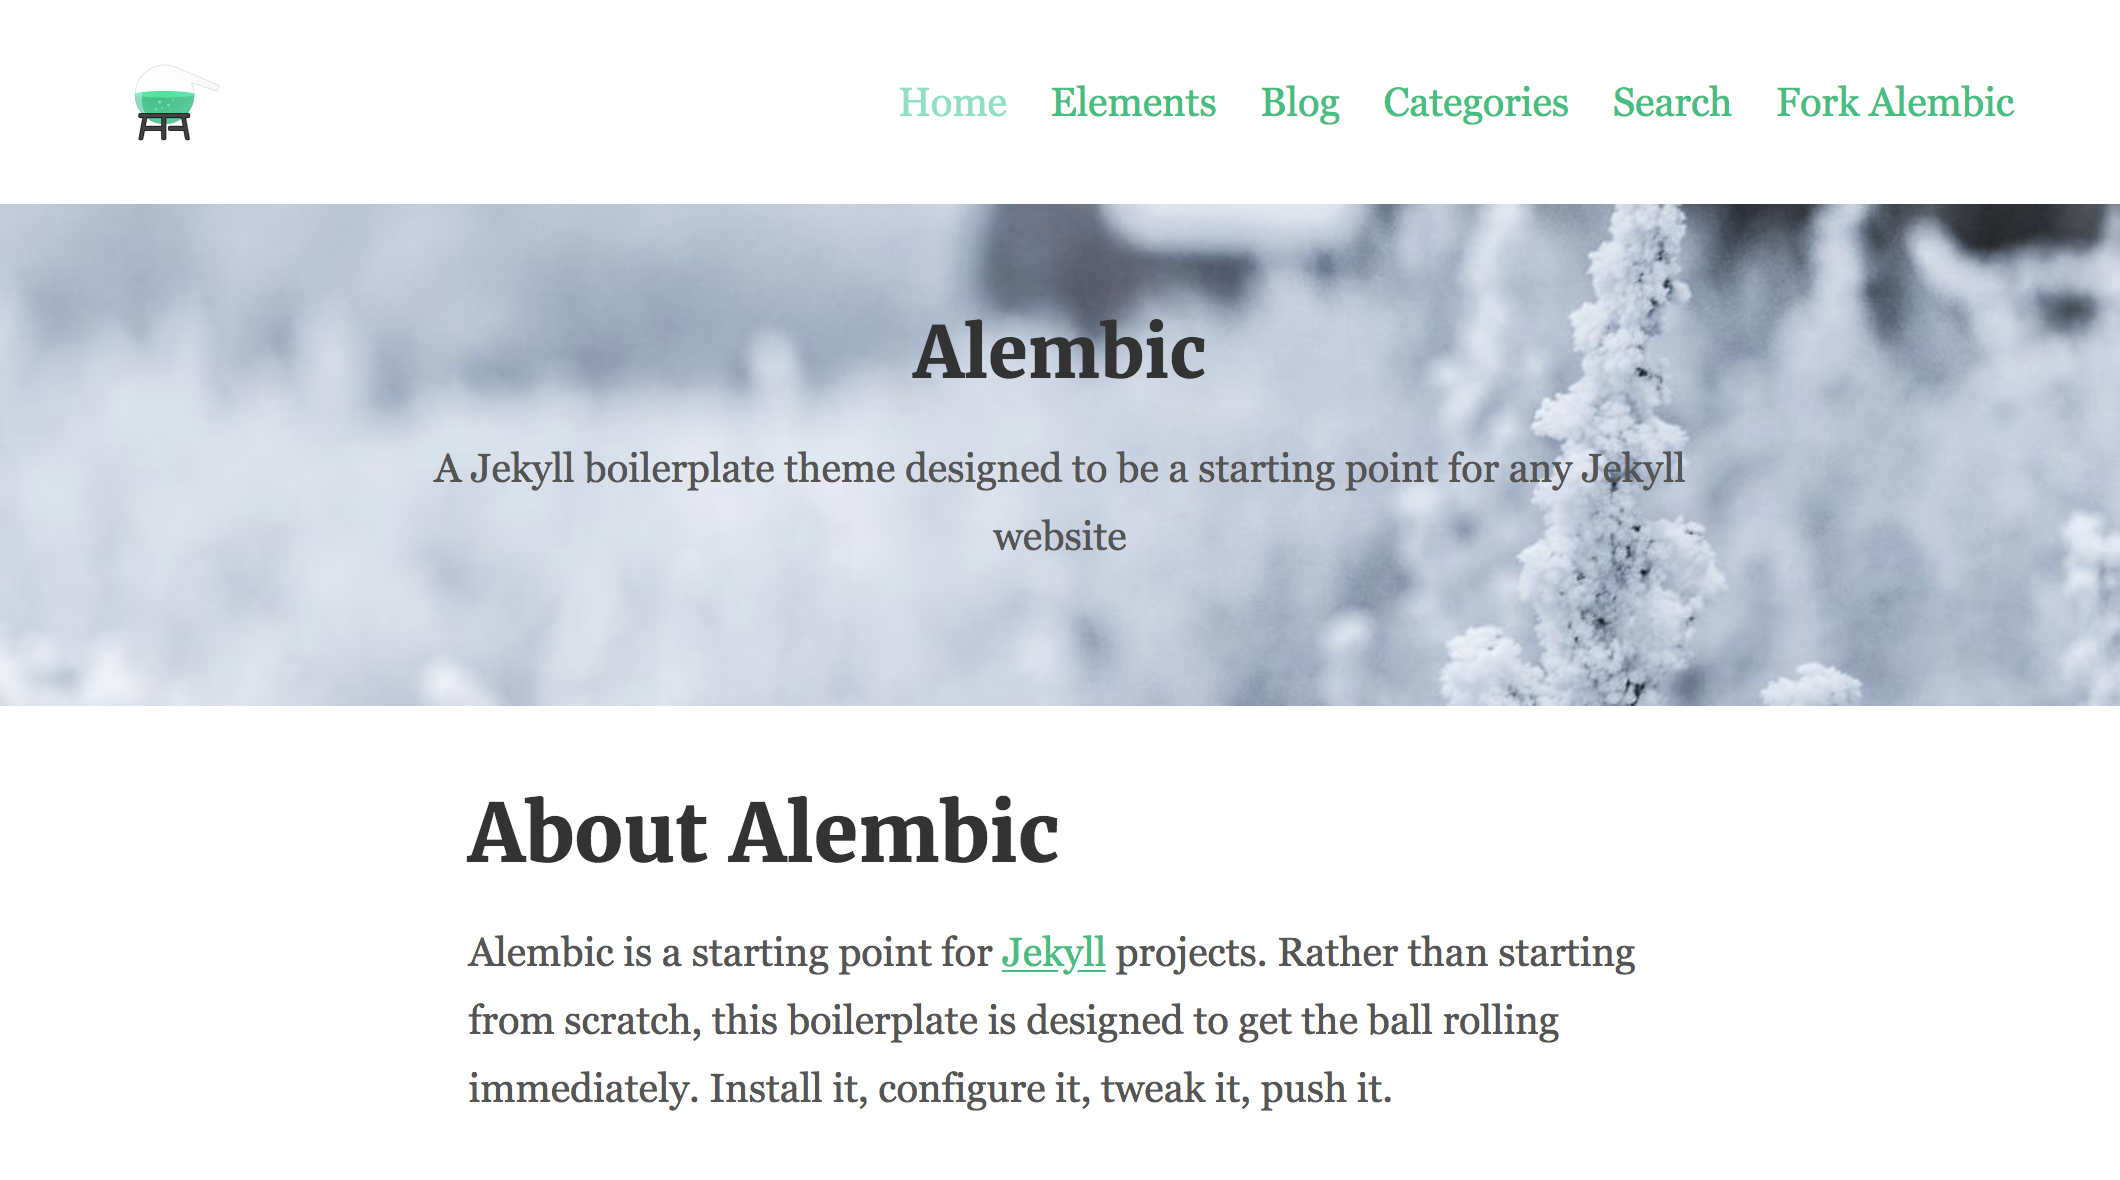 Home Elements Blog Categories Search Fork Alembic
Alembic
A Jekyll boilerplate theme designed to be a starting point for any Jekyll
website
About Alembic
Alembic is a starting point for Jekyll projects. Rather than starting
from scratch, this boilerplate is designed to get the ball rolling
immediately. Install it, configure it, tweak it, push it.